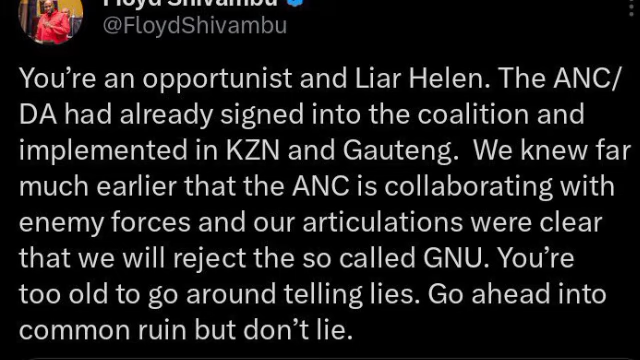 Floyd Shivambu
@FloydShivambu
You’re an opportunist and Liar Helen. The ANC/
DA had already signed into the coalition and
implemented in KZN and Gauteng.  We knew far
much earlier that the ANC is collaborating with
enemy forces and our articulations were clear
that we will reject the so called GNU. You’re
too old to go around telling lies. Go ahead into
common ruin but don’t lie.